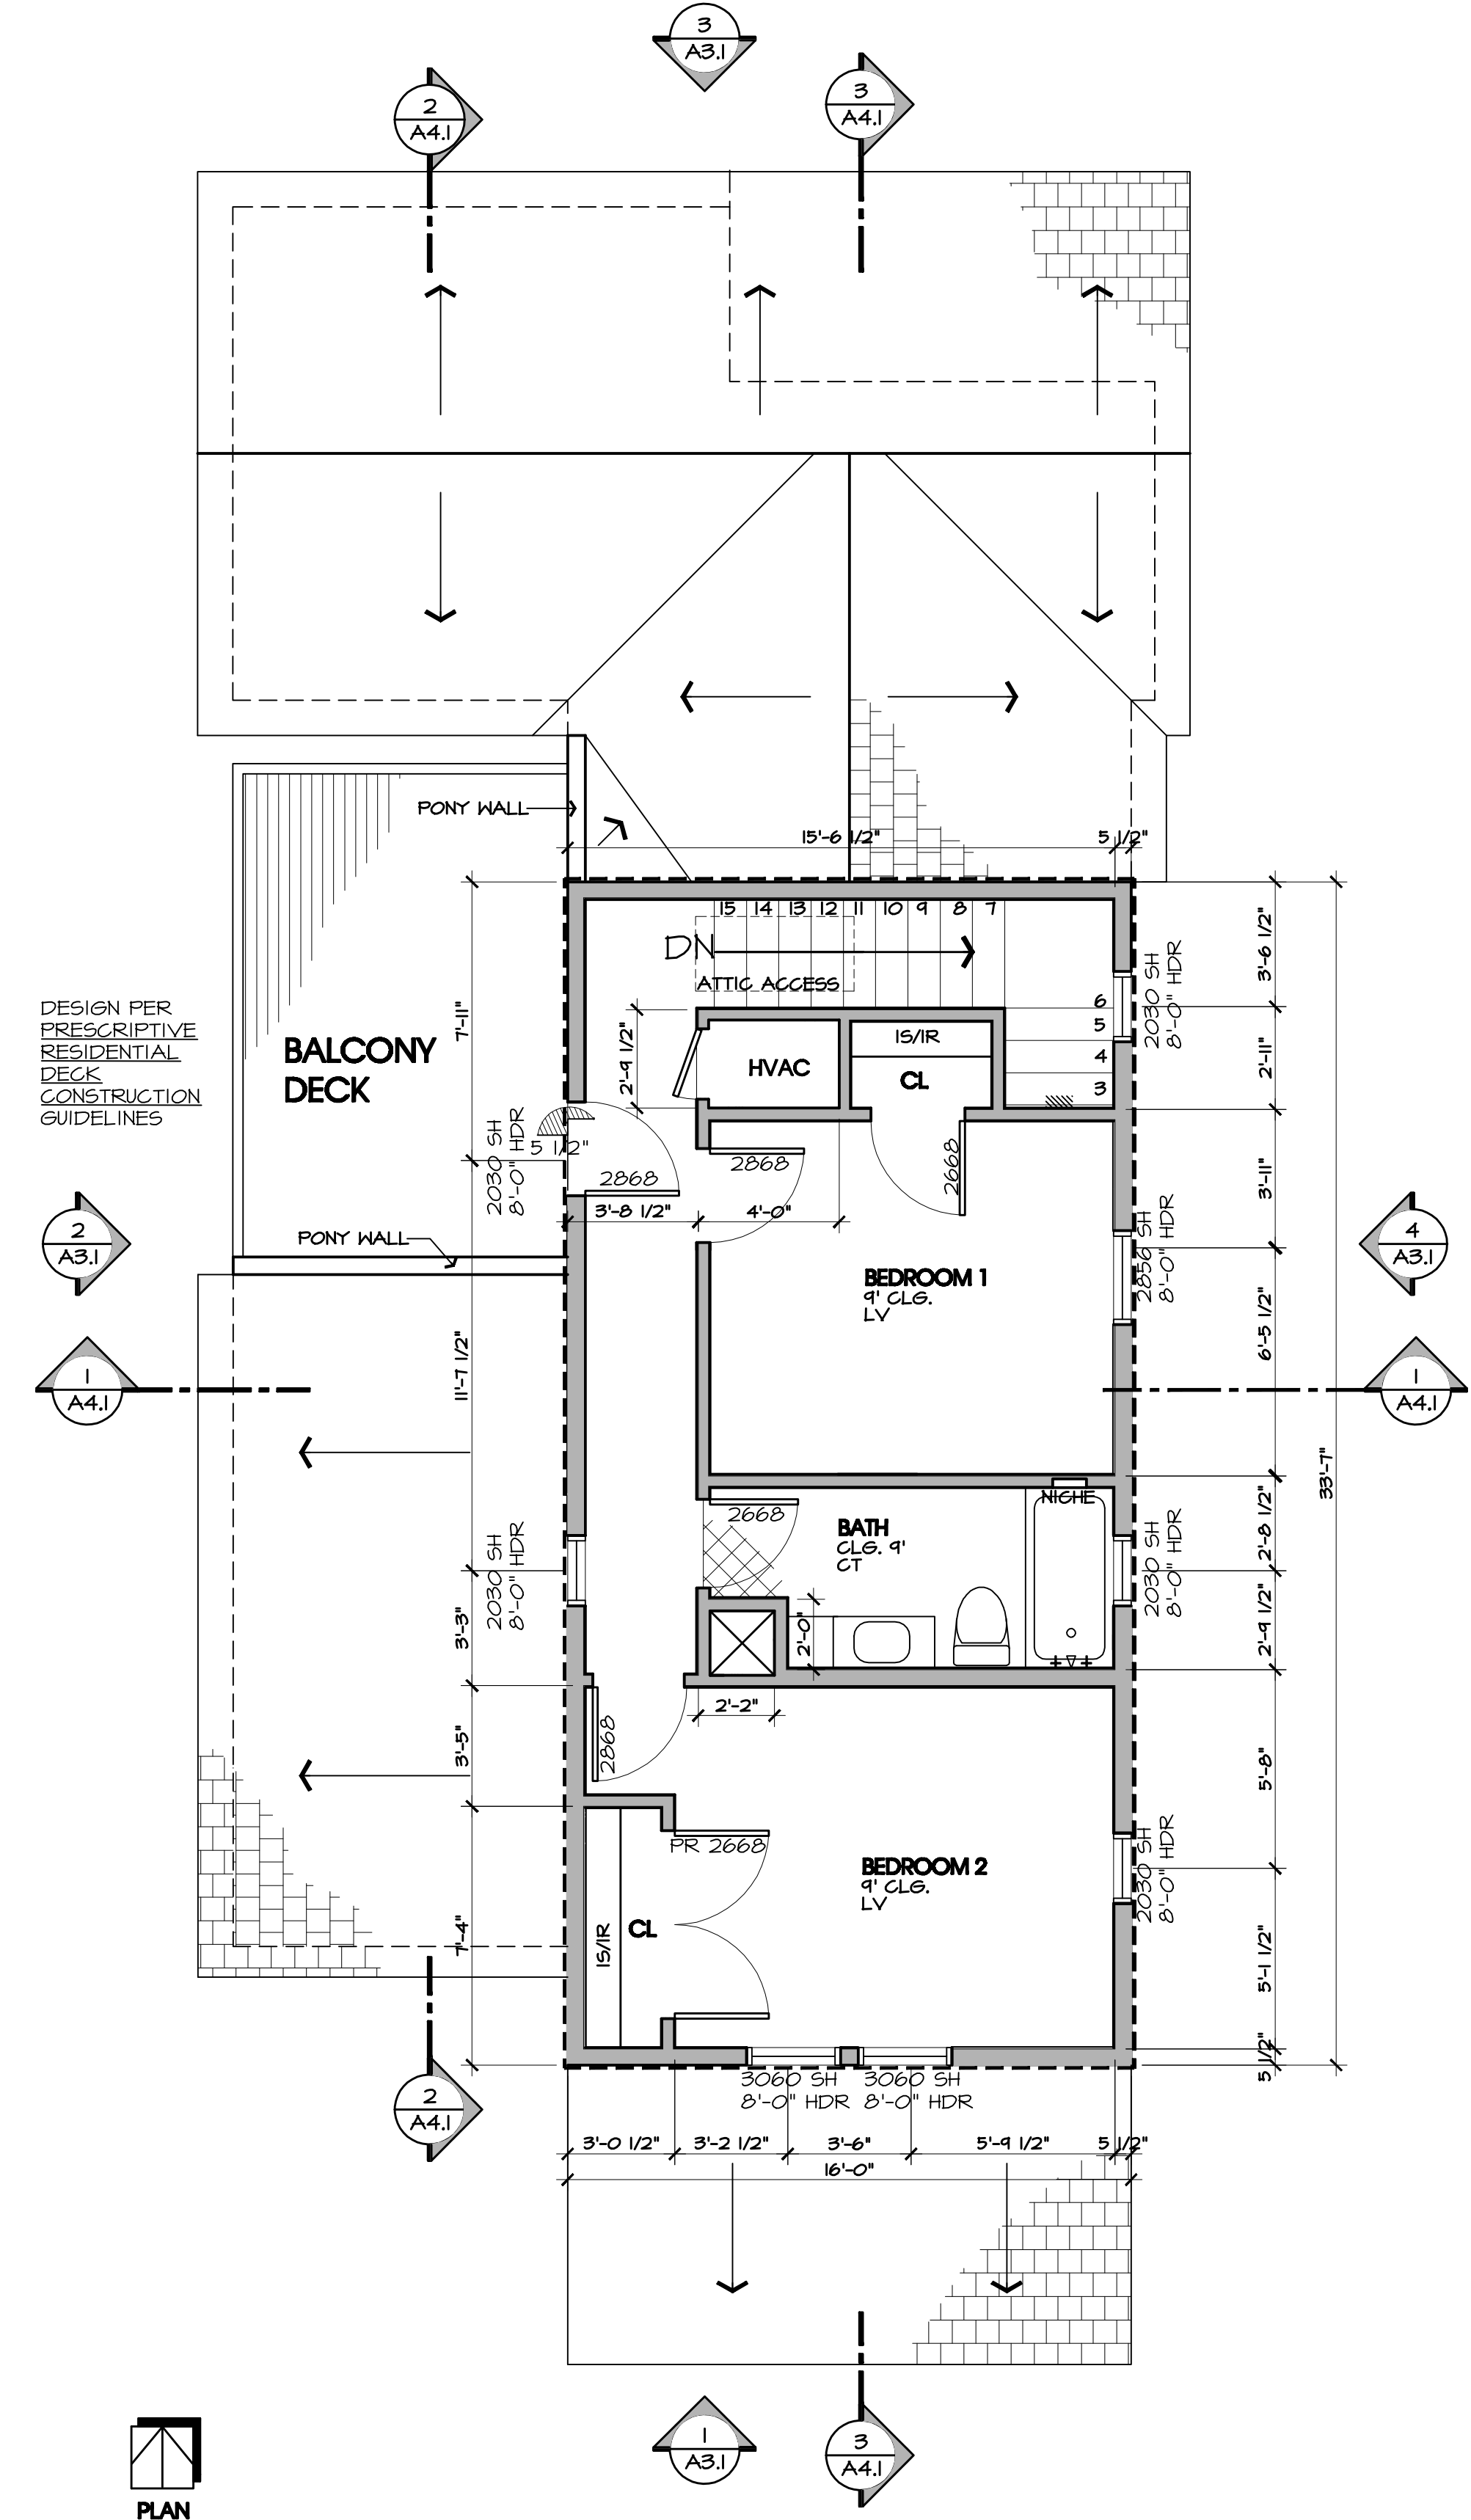 3
A3.1
2
A4.1
3
A4.1
PONY WALL
15'-6 1/2"
5 1/2"
15 14 13 12 11 10 9 8 7
DN
ATTIC ACCESS
6
5
4
3
3'-6 1/2"
2030 SH
8'-0" HDR
7'-11"
DESIGN PER
PRESCRIPTIVE
RESIDENTIAL
DECK
CONSTRUCTION
GUIDELINES
BALCONY
DECK
2'-9 1/2"
HVAC
1S/1R
CL
2'-11"
2030 SH
8'-0" HDR
5 1/2"
2868
2868
2668
3'-11"
3'-8 1/2"
4'-0"
2
A3.1
PONY WALL
2856 SH
8'-0" HDR
4
A3.1
BEDROOM 1
9' CLG.
LV
11'-7 1/2"
6'-5 1/2"
1
A4.1
1
A4.1
33'-7"
NICHE
2668
BATH
CLG. 9'
CT
2030 SH
8'-0" HDR
2030 SH
8'-0" HDR
2'-8 1/2"
3'-3"
2'-0"
2'-9 1/2"
2'-2"
2868
3'-5"
5'-8"
PR 2668
BEDROOM 2
9' CLG.
LV
2030 SH
8'-0" HDR
7'-4"
1S/1R
CL
5'-1 1/2"
5 1/2"
3060 SH 3060 SH
8'-0" HDR 8'-0" HDR
2
A4.1
3'-0 1/2"
3'-2 1/2"
3'-6"
5'-9 1/2"
5 1/2"
16'-0"
1
A3.1
3
A4.1
PLAN